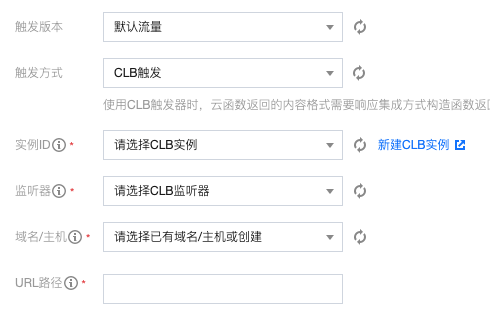 触发版本 默认流量
触发方式 CLB触发
使用CLB触发器时，云函数返回的内容格式需要响应集成方式构造函数返
实例ID * 请选择CLB实例 新建CLB实例
监听器 * 请选择CLB监听器
域名/主机 * 请选择已有域名/主机或创建
URL路径 *